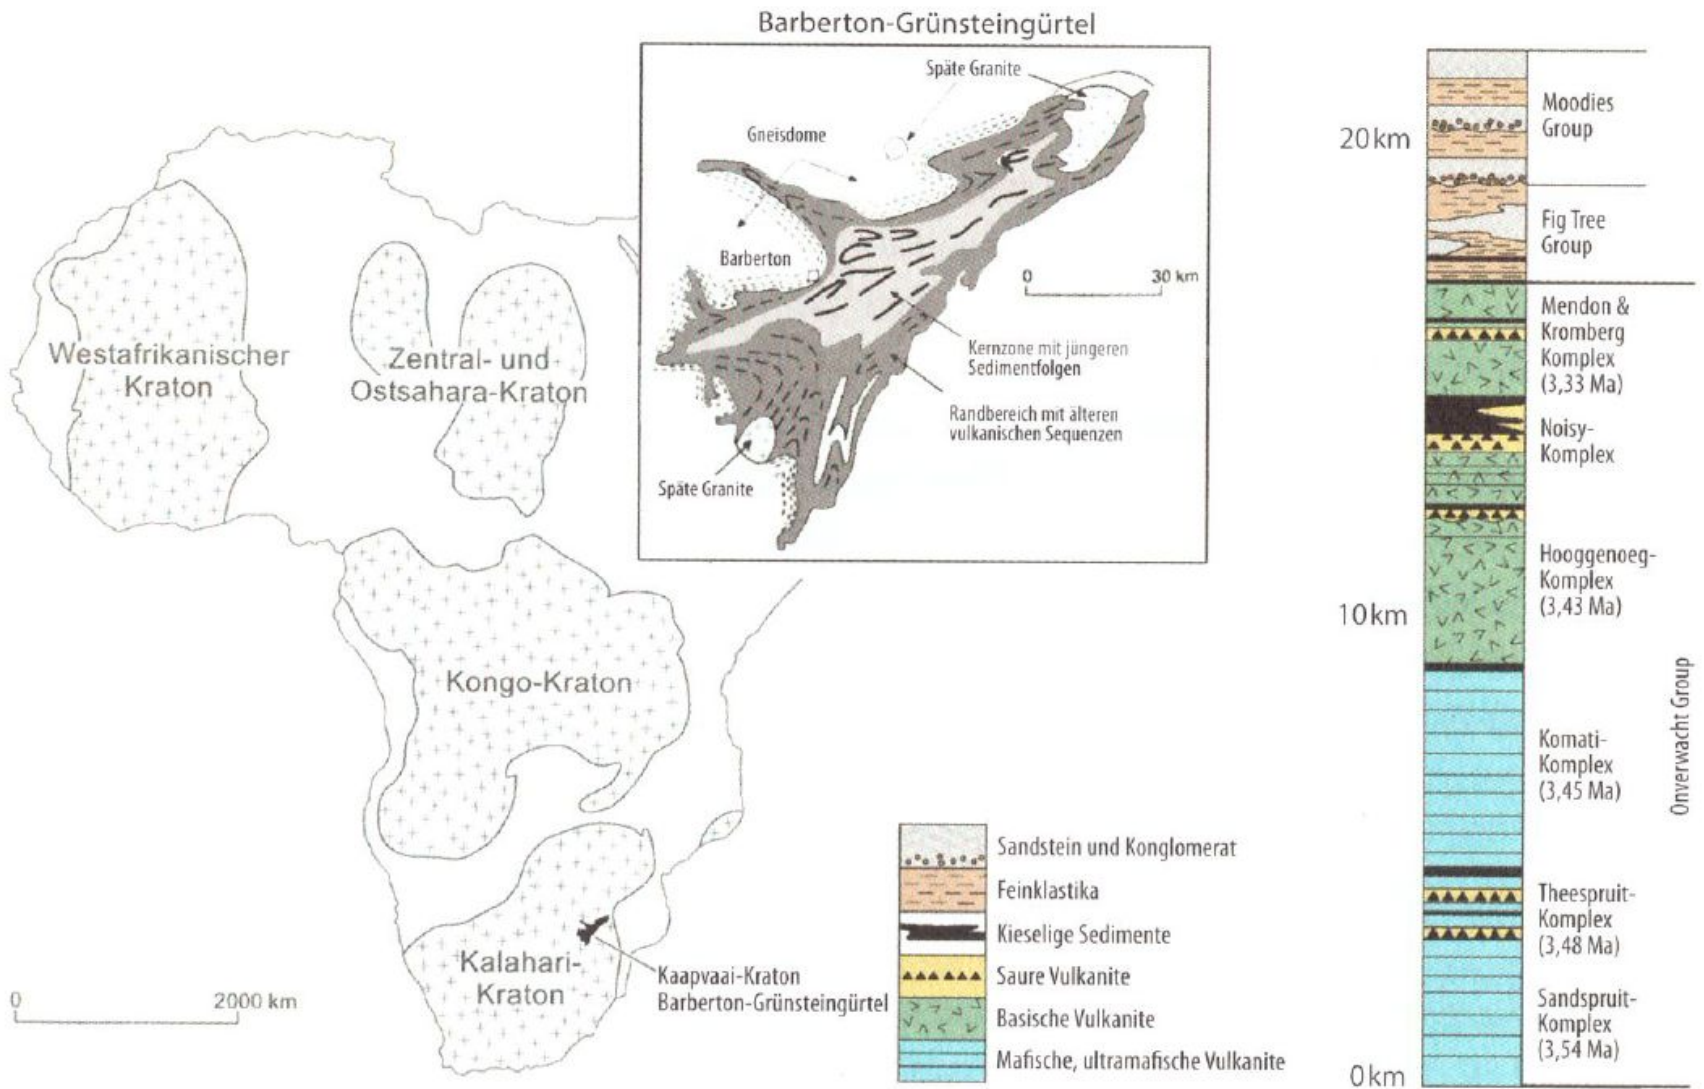 Barberton-Grünsteingürtel
Späte Granite
Gneisdome
Barberton
0 30 km
Kernzone mit jüngeren
Sedimentfolgen
Randbereich mit älteren
vulkanischen Sequenzen
Späte Granite
Westafrikanischer
Kraton
Zentral- und
Ostsahara-Kraton
Kongo-Kraton
Kalahari-
Kraton
Kaapvaai-Kraton
Barberton-Grünsteingürtel
0 2000 km
Sandstein und Konglomerat
Feinklastika
Kieselige Sedimente
Saure Vulkanite
Basische Vulkanite
Mafische, ultramafische Vulkanite
20 km
10 km
0 km
Moodies
Group
Fig Tree
Group
Mendon &
Kromberg
Komplex
(3,33 Ma)
Noisy-
Komplex
Hooggenoeg-
Komplex
(3,43 Ma)
Komati-
Komplex
(3,45 Ma)
Theespruit-
Komplex
(3,48 Ma)
Sandspruit-
Komplex
(3,54 Ma)
Onverwacht Group